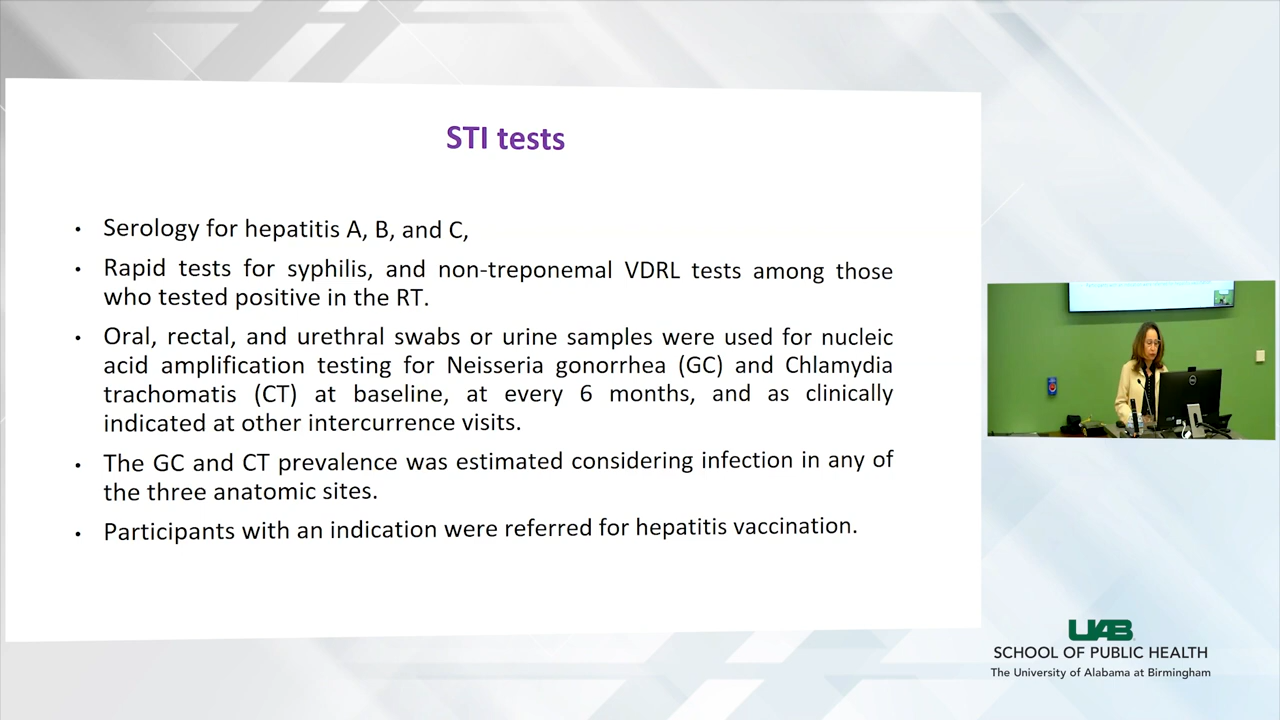 STI tests
• Serology for hepatitis A, B, and C,
• Rapid tests for syphilis, and non-treponemal VDRL tests among those
who tested positive in the RT.
• Oral, rectal, and urethral swabs or urine samples were used for nucleic
acid amplification testing for Neisseria gonorrhea (GC) and Chlamydia
trachomatis (CT) at baseline, at every 6 months, and as clinically
indicated at other intercurrence visits.
• The GC and CT prevalence was estimated considering infection in any of
the three anatomic sites.
• Participants with an indication were referred for hepatitis vaccination.
UAB
SCHOOL OF PUBLIC HEALTH
The University of Alabama at Birmingham